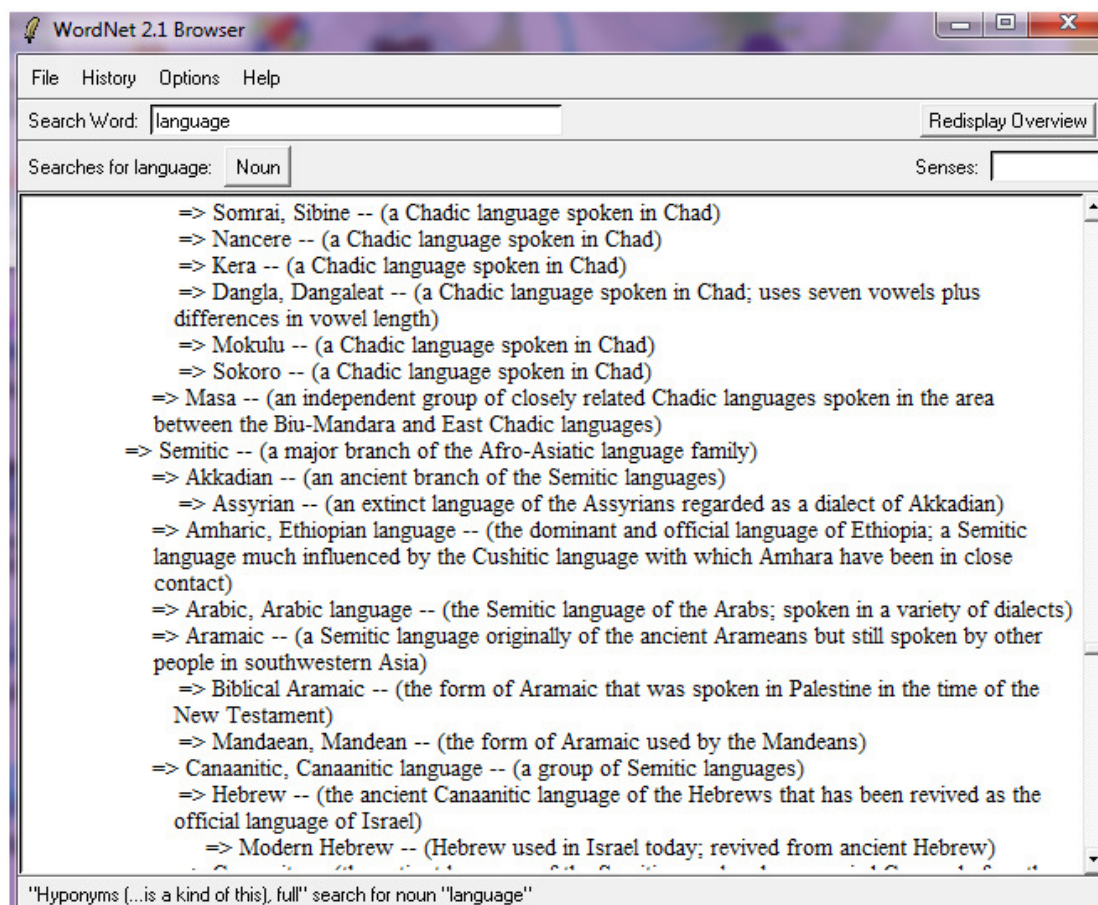 WordNet 2.1 Browser
File History Options Help
Search Word: language Redisplay Overview
Searches for language: Noun Senses:
=> Somrai, Sibine -- (a Chadic language spoken in Chad)
=> Nancere -- (a Chadic language spoken in Chad)
=> Kera -- (a Chadic language spoken in Chad)
=> Dangla, Dangaleat -- (a Chadic language spoken in Chad; uses seven vowels plus
differences in vowel length)
=> Mokulu -- (a Chadic language spoken in Chad)
=> Sokoro -- (a Chadic language spoken in Chad)
=> Masa -- (an independent group of closely related Chadic languages spoken in the area
between the Biu-Mandara and East Chadic languages)
=> Semitic -- (a major branch of the Afro-Asiatic language family)
=> Akkadian -- (an ancient branch of the Semitic languages)
=> Assyrian -- (an extinct language of the Assyrians regarded as a dialect of Akkadian)
=> Amharic, Ethiopian language -- (the dominant and official language of Ethiopia; a Semitic
language much influenced by the Cushitic language with which Amhara have been in close
contact)
=> Arabic, Arabic language -- (the Semitic language of the Arabs; spoken in a variety of dialects)
=> Aramaic -- (a Semitic language originally of the ancient Arameans but still spoken by other
people in southwestern Asia)
=> Biblical Aramaic -- (the form of Aramaic that was spoken in Palestine in the time of the
New Testament)
=> Mandaean, Mandean -- (the form of Aramaic used by the Mandeans)
=> Canaanitic, Canaanitic language -- (a group of Semitic languages)
=> Hebrew -- (the ancient Canaanitic language of the Hebrews that has been revived as the
official language of Israel)
=> Modern Hebrew -- (Hebrew used in Israel today; revived from ancient Hebrew)
"Hyponyms (...is a kind of this), full" search for noun "language"